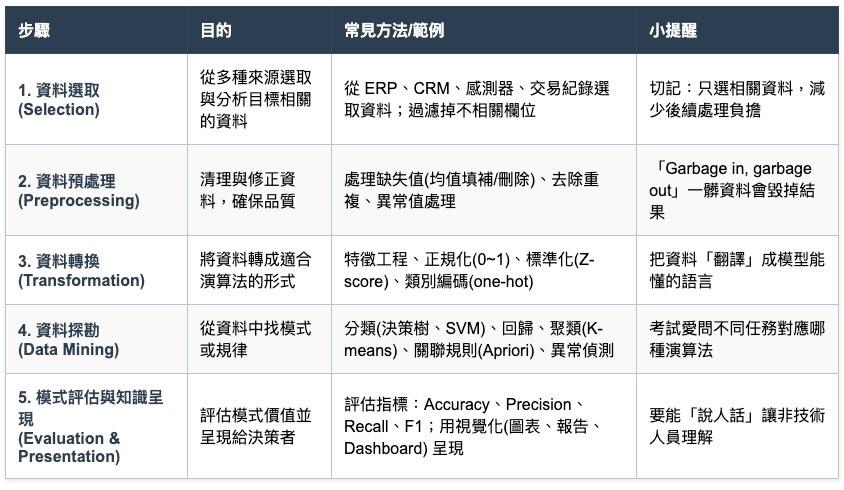 步驟
目的
常見方法/範例
小提醒
1. 資料選取
(Selection)
從多種來源選取
與分析目標相關
的資料
從 ERP、CRM、感測器、交易紀錄選
取資料；過濾掉不相關欄位
切記：只選相關資料，減
少後續處理負擔
2. 資料預處理
(Preprocessing)
清理與修正資
料，確保品質
處理缺失值(均值填補/刪除)、去除重
複、異常值處理
「Garbage in, garbage
out」—髒資料會毀掉結
果
3. 資料轉換
(Transformation)
將資料轉成適合
演算法的形式
特徵工程、正規化(0~1)、標準化(Z-
score)、類別編碼(one-hot)
把資料「翻譯」成模型能
懂的語言
4. 資料探勘
(Data Mining)
從資料中找模式
或規律
分類(決策樹、SVM)、回歸、聚類(K-
means)、關聯規則(Apriori)、異常偵測
考試愛問不同任務對應哪
種演算法
5. 模式評估與知識呈
現
(Evaluation &
Presentation)
評估模式價值並
呈現給決策者
評估指標：Accuracy、Precision、
Recall、F1；用視覺化(圖表、報告、
Dashboard) 呈現
要能「說人話」讓非技術
人員理解